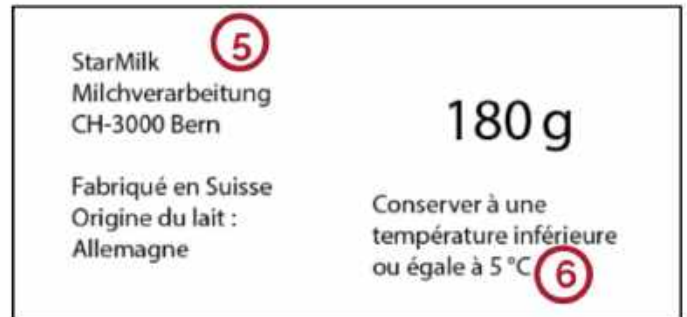 5
StarMilk
Milchverarbeitung
CH-3000 Bern
180 g
Fabriqué en Suisse
Origine du lait :
Allemagne
Conserver à une
température inférieure
ou égale à 5 °C
6